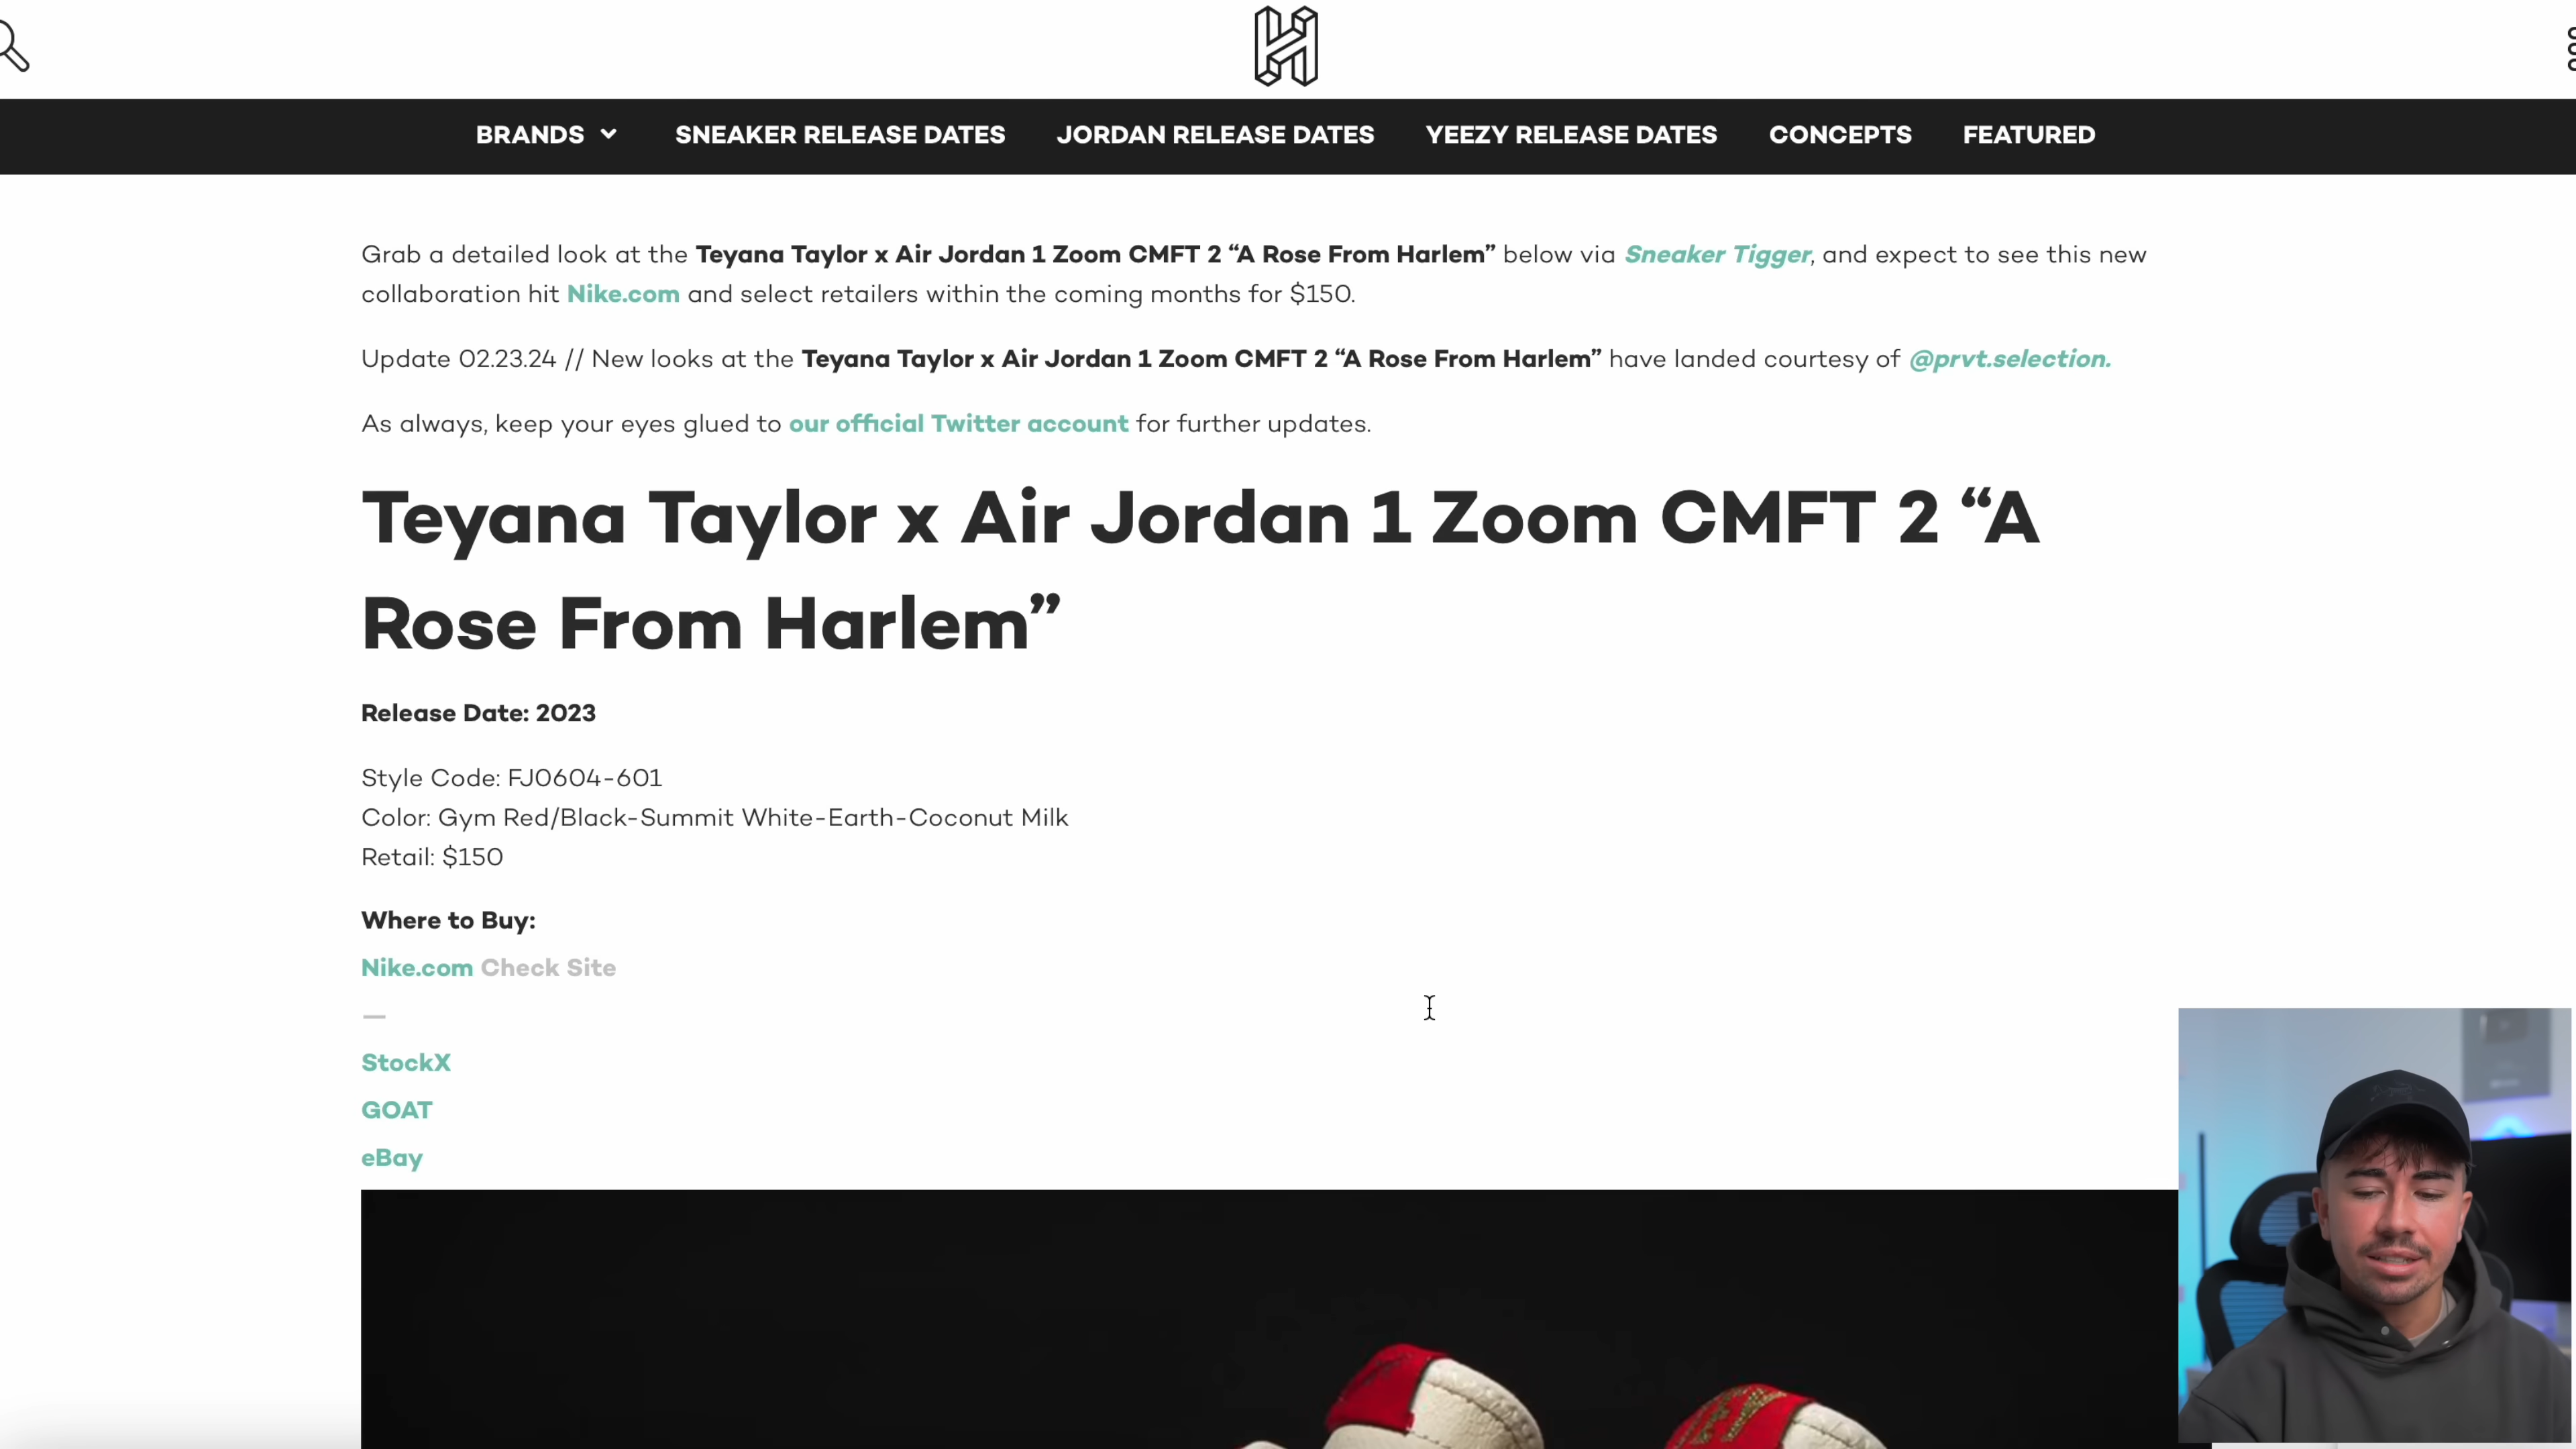 BRANDS SNEAKER RELEASE DATES JORDAN RELEASE DATES YEEZY RELEASE DATES CONCEPTS FEATURED
Grab a detailed look at the Teyana Taylor x Air Jordan 1 Zoom CMFT 2 “A Rose From Harlem” below via Sneaker Tigger, and expect to see this new
collaboration hit Nike.com and select retailers within the coming months for $150.
Update 02.23.24 // New looks at the Teyana Taylor x Air Jordan 1 Zoom CMFT 2 “A Rose From Harlem” have landed courtesy of @prvt.selection.
As always, keep your eyes glued to our official Twitter account for further updates.
Teyana Taylor x Air Jordan 1 Zoom CMFT 2 “A
Rose From Harlem”
Release Date: 2023
Style Code: FJ0604-601
Color: Gym Red/Black-Summit White-Earth-Coconut Milk
Retail: $150
Where to Buy:
Nike.com Check Site
—
StockX
GOAT
eBay